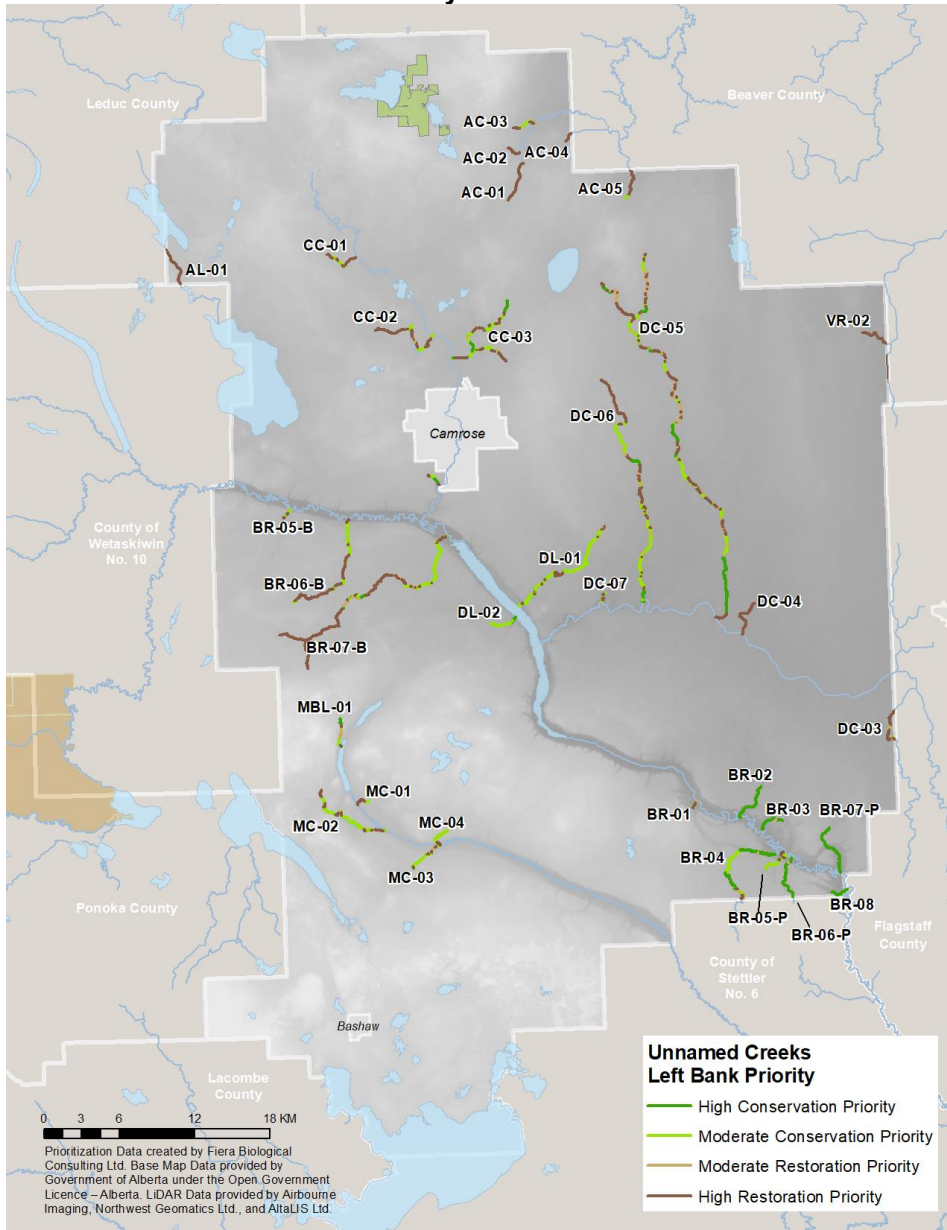 Leduc County
Beaver County
AC-03
AC-02
AC-04
AC-01
AC-05
CC-01
AL-01
CC-02
CC-03
DC-05
VR-02
Camrose
DC-06
BR-05-B
County of
Wetaskiwin
No. 10
DL-01
BR-06-B
DC-07
DL-02
DC-04
BR-07-B
MBL-01
DC-03
BR-02
MC-01
BR-01
BR-03
BR-07-P
MC-02
MC-04
BR-04
MC-03
Ponoka County
BR-05-P
BR-08
BR-06-P
Flagstaff
County
County of
Stettler
No. 6
Bashaw
Lacombe
County
Unnamed Creeks
Left Bank Priority
High Conservation Priority
Moderate Conservation Priority
Moderate Restoration Priority
High Restoration Priority
0 3 6 12 18 KM
Prioritization Data created by Fiera Biological
Consulting Ltd. Base Map Data provided by
Government of Alberta under the Open Government
Licence – Alberta. LiDAR Data provided by Airbourne
Imaging, Northwest Geomatics Ltd., and AltaLIS Ltd.